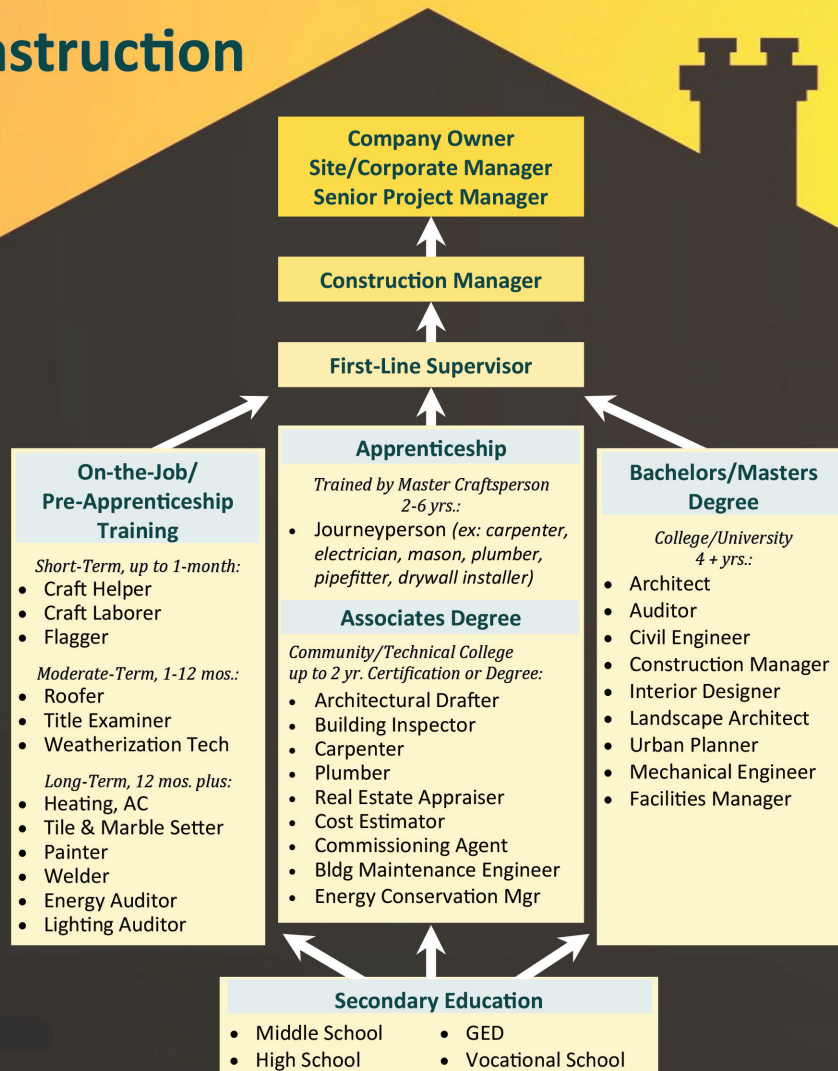 nstruction
Company Owner
Site/Corporate Manager
Senior Project Manager
Construction Manager
First-Line Supervisor
On-the-Job/
Pre-Apprenticeship
Training
Short-Term, up to 1-month:
• Craft Helper
• Craft Laborer
• Flagger
Moderate-Term, 1-12 mos.:
• Roofer
• Title Examiner
• Weatherization Tech
Long-Term, 12 mos. plus:
• Heating, AC
• Tile & Marble Setter
• Painter
• Welder
• Energy Auditor
• Lighting Auditor
Apprenticeship
Trained by Master Craftsperson
2-6 yrs.:
• Journeyperson (ex: carpenter,
electrician, mason, plumber,
pipefitter, drywall installer)
Associates Degree
Community/Technical College
up to 2 yr. Certification or Degree:
• Architectural Drafter
• Building Inspector
• Carpenter
• Plumber
• Real Estate Appraiser
• Cost Estimator
• Commissioning Agent
• Bldg Maintenance Engineer
• Energy Conservation Mgr
Bachelors/Masters
Degree
College/University
4 + yrs.:
• Architect
• Auditor
• Civil Engineer
• Construction Manager
• Interior Designer
• Landscape Architect
• Urban Planner
• Mechanical Engineer
• Facilities Manager
Secondary Education
• Middle School
• High School
• GED
• Vocational School